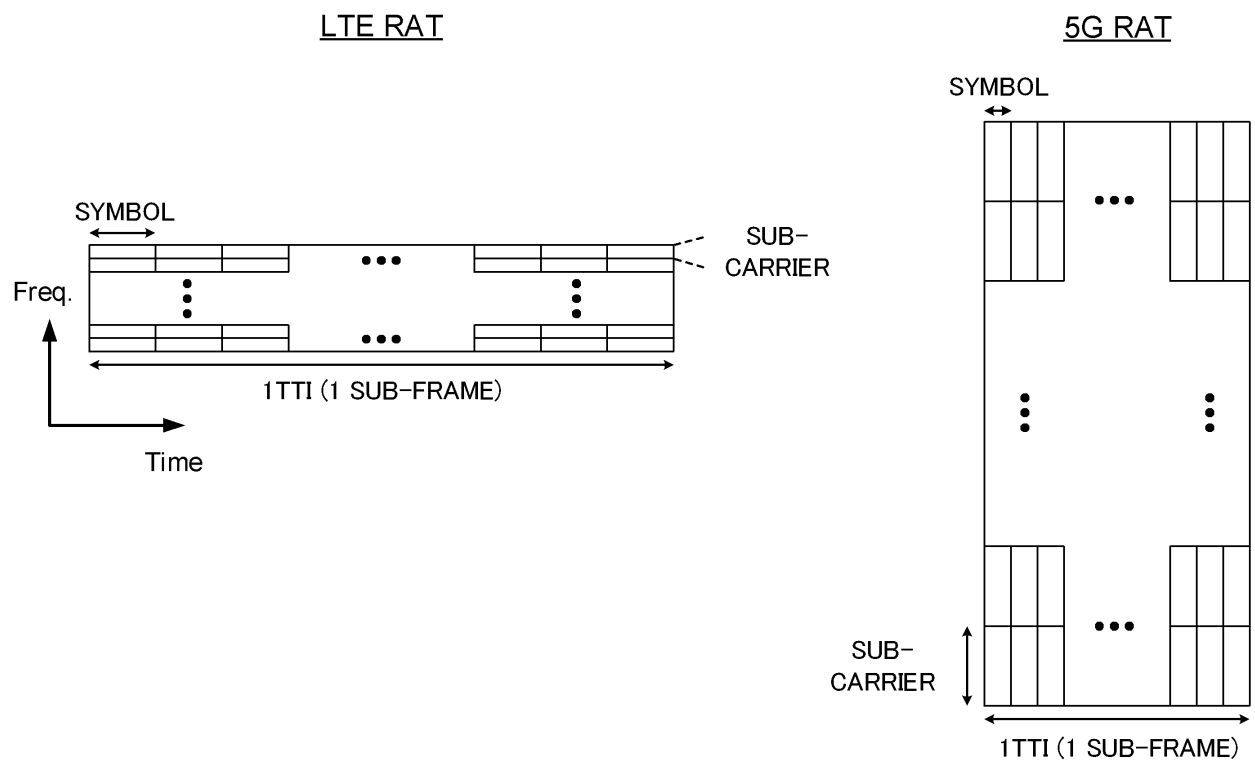 LTE RAT
5G RAT
SYMBOL
SYMBOL
SUB-
CARRIER
Freq.
1TTI (1 SUB-FRAME)
Time
SUB-
CARRIER
1TTI (1 SUB-FRAME)